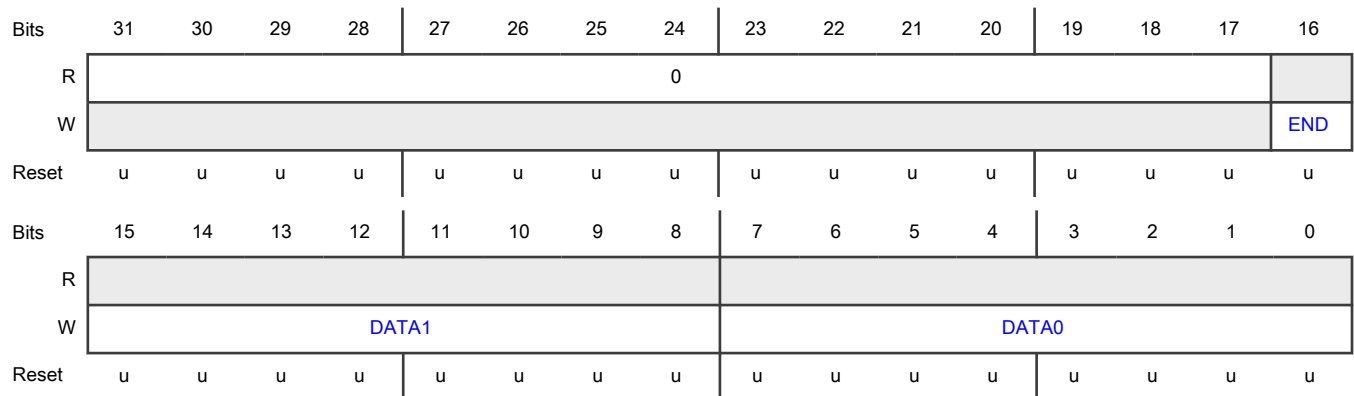 Bits 31 30 29 28 27 26 25 24 23 22 21 20 19 18 17 16
R 0
W END
Reset u u u u u u u u u u u u u u u u
Bits 15 14 13 12 11 10 9 8 7 6 5 4 3 2 1 0
R
W DATA1 DATA0
Reset u u u u u u u u u u u u u u u u